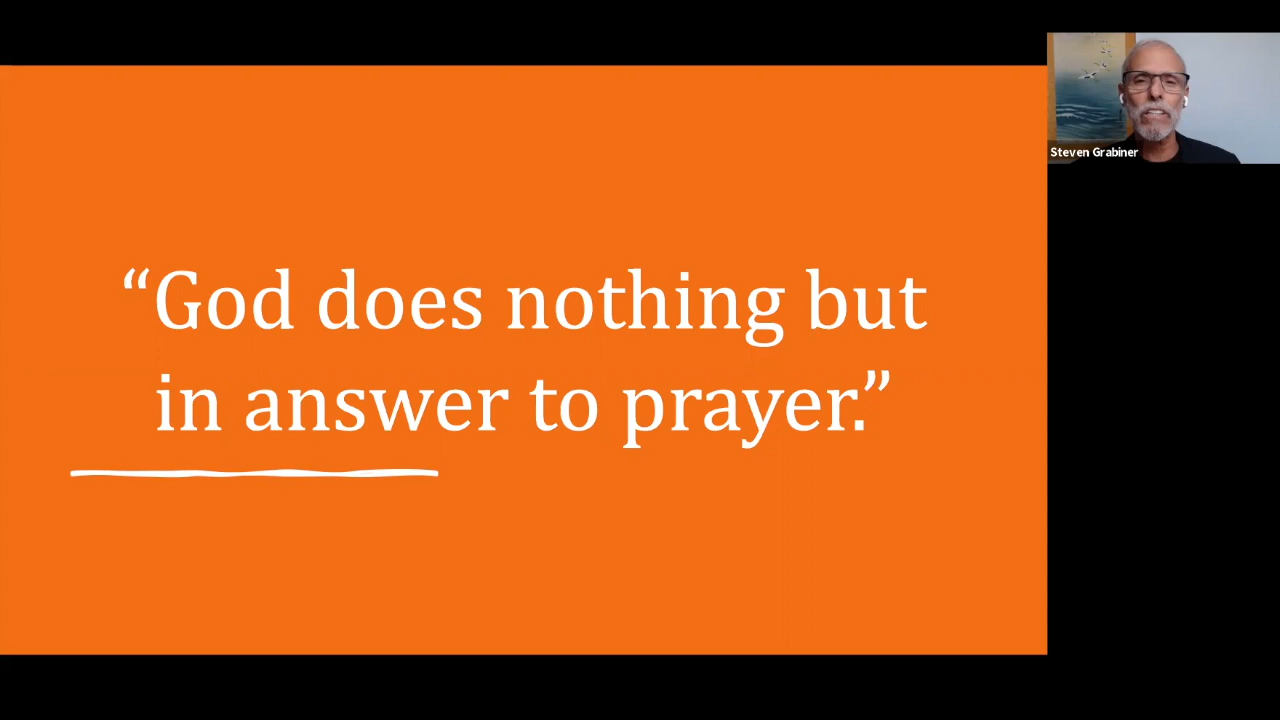 “God does nothing but
in answer to prayer.”
Steven Grabiner